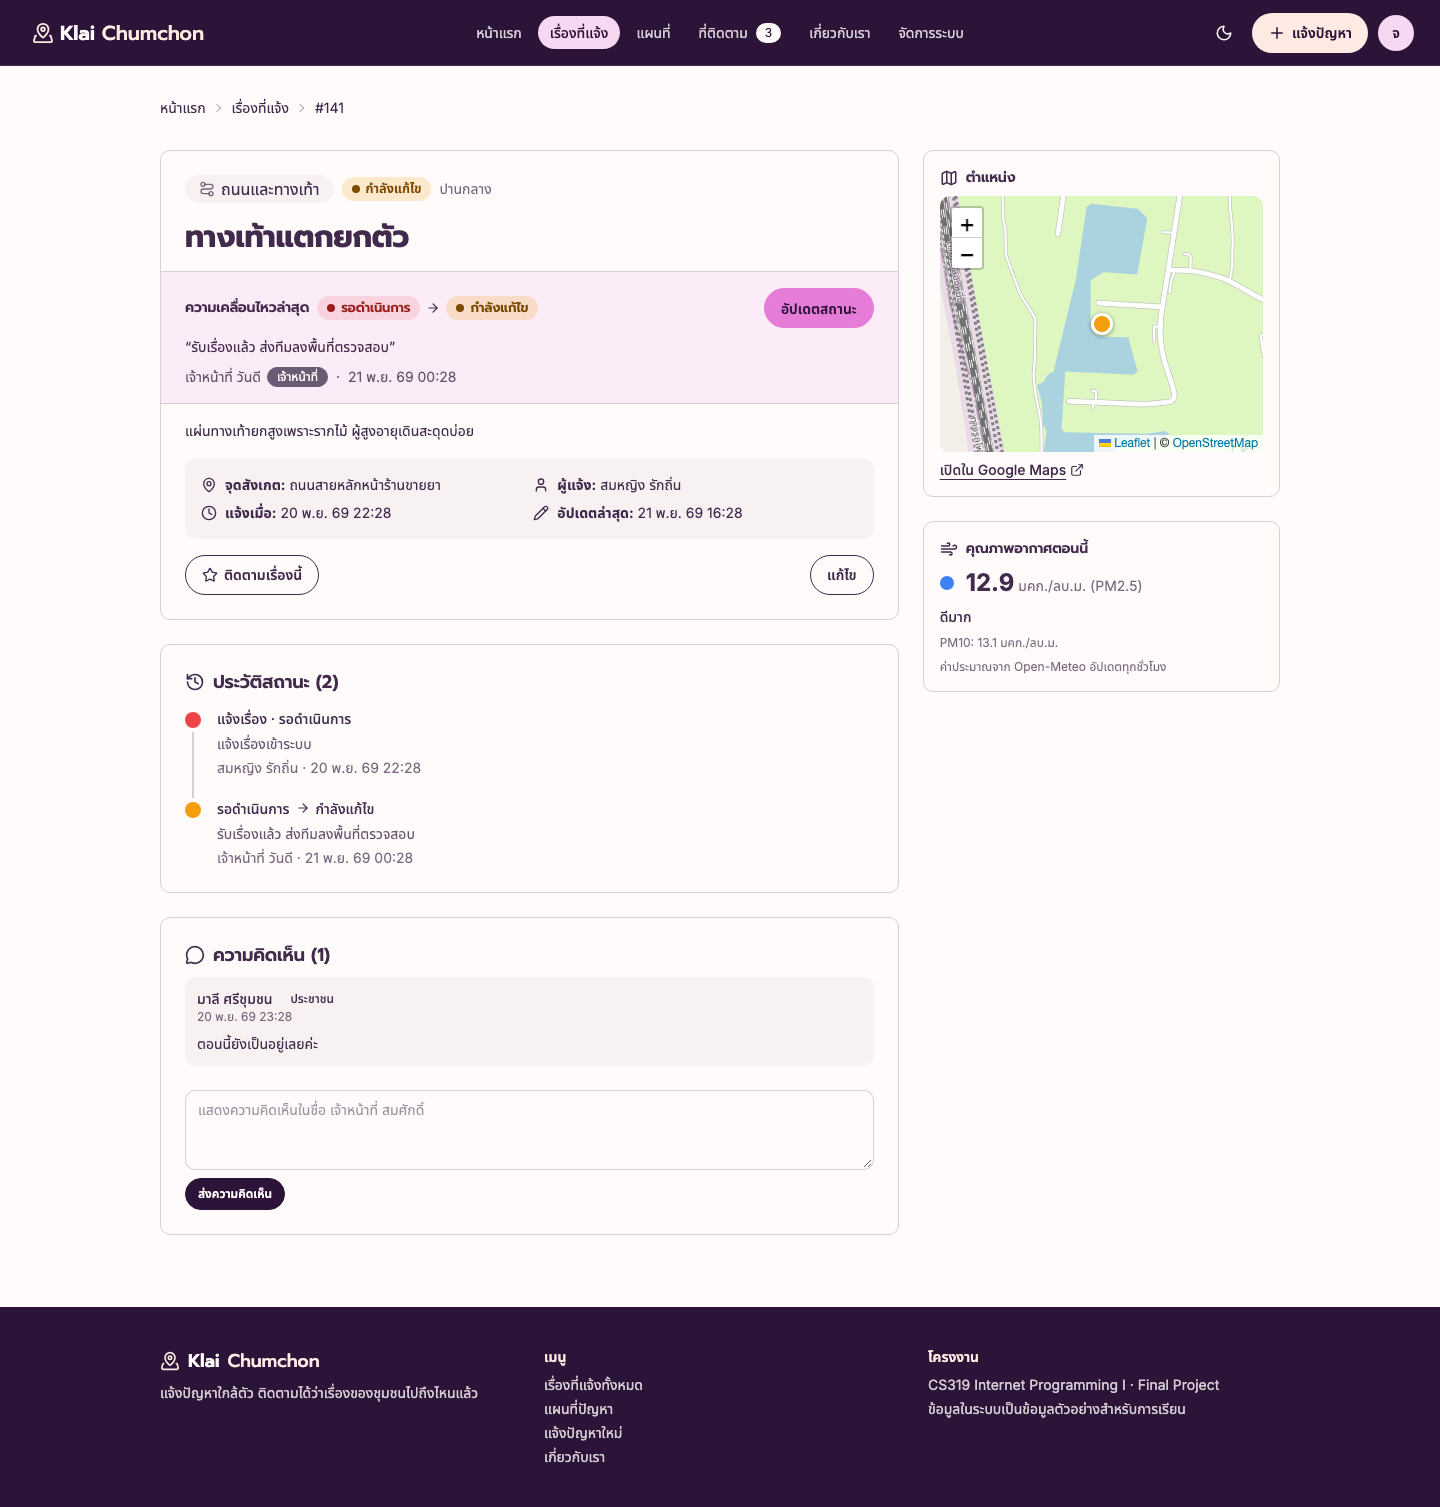 Klai Chumchon
หน้าแรก
เรื่องที่แจ้ง
แผนที่
ที่ติดตาม 3
เกี่ยวกับเรา
จัดการระบบ
แจ้งปัญหา
จ
หน้าแรก > เรื่องที่แจ้ง > #141
ถนนและทางเท้า กำลังแก้ไข ปานกลาง
ทางเท้าแตกยกตัว
ความเคลื่อนไหวล่าสุด รอดำเนินการ → กำลังแก้ไข
อัปเดตสถานะ
“รับเรื่องแล้ว ส่งทีมลงพื้นที่ตรวจสอบ”
เจ้าหน้าที่ วันดี เจ้าหน้าที่ · 21 พ.ย. 69 00:28
แผ่นทางเท้ายกสูงเพราะรากไม้ ผู้สูงอายุเดินสะดุดบ่อย
จุดสังเกต: ถนนสายหลักหน้าร้านขายยา
ผู้แจ้ง: สมหญิง รักถิ่น
แจ้งเมื่อ: 20 พ.ย. 69 22:28
อัปเดตล่าสุด: 21 พ.ย. 69 16:28
ติดตามเรื่องนี้
แก้ไข
ประวัติสถานะ (2)
แจ้งเรื่อง · รอดำเนินการ
แจ้งเรื่องเข้าระบบ
สมหญิง รักถิ่น · 20 พ.ย. 69 22:28
รอดำเนินการ → กำลังแก้ไข
รับเรื่องแล้ว ส่งทีมลงพื้นที่ตรวจสอบ
เจ้าหน้าที่ วันดี · 21 พ.ย. 69 00:28
ความคิดเห็น (1)
มาลี ศรีชุมชน ประชาชน
20 พ.ย. 69 23:28
ตอนนี้ยังเป็นอยู่เลยค่ะ
แสดงความคิดเห็นในชื่อ เจ้าหน้าที่ สมศักดิ์
ส่งความคิดเห็น
ตำแหน่ง
+
−
Leaflet | © OpenStreetMap
เปิดใน Google Maps
คุณภาพอากาศตอนนี้
12.9 มคก./ลบ.ม. (PM2.5)
ดีมาก
PM10: 13.1 มคก./ลบ.ม.
ค่าประมาณจาก Open-Meteo อัปเดตทุกชั่วโมง
Klai Chumchon
แจ้งปัญหาใกล้ตัว ติดตามได้ว่าเรื่องของชุมชนไปถึงไหนแล้ว
เมนู
เรื่องที่แจ้งทั้งหมด
แผนที่ปัญหา
แจ้งปัญหาใหม่
เกี่ยวกับเรา
โครงงาน
CS319 Internet Programming I · Final Project
ข้อมูลในระบบเป็นข้อมูลตัวอย่างสำหรับการเรียน